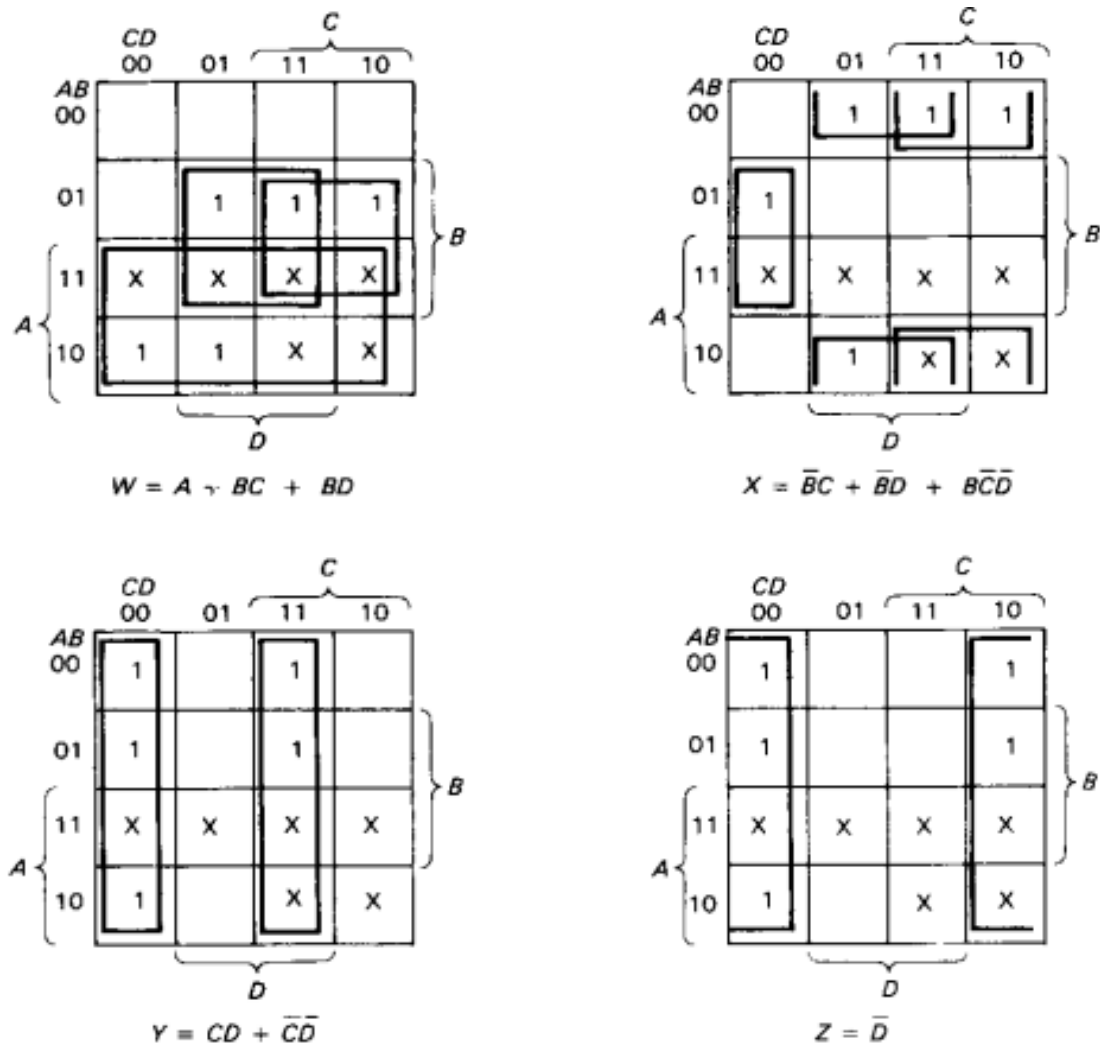 C
CD
00 01 11 10
AB
00
01 1 1 1
B
11 X X X X
A
10 1 1 X X
D
W = A + BC + BD
C
CD
00 01 11 10
AB
00 1 1 1
01 1
B
11 X X X X
A
10 1 X X
D
X = B̅C + B̅D + BC̅D̅
C
CD
00 01 11 10
AB
00 1 1
01 1 1
B
11 X X X X
A
10 1 X X
D
Y = CD + C̅D̅
C
CD
00 01 11 10
AB
00 1 1
01 1 1
B
11 X X X X
A
10 1 X X
D
Z = D̅